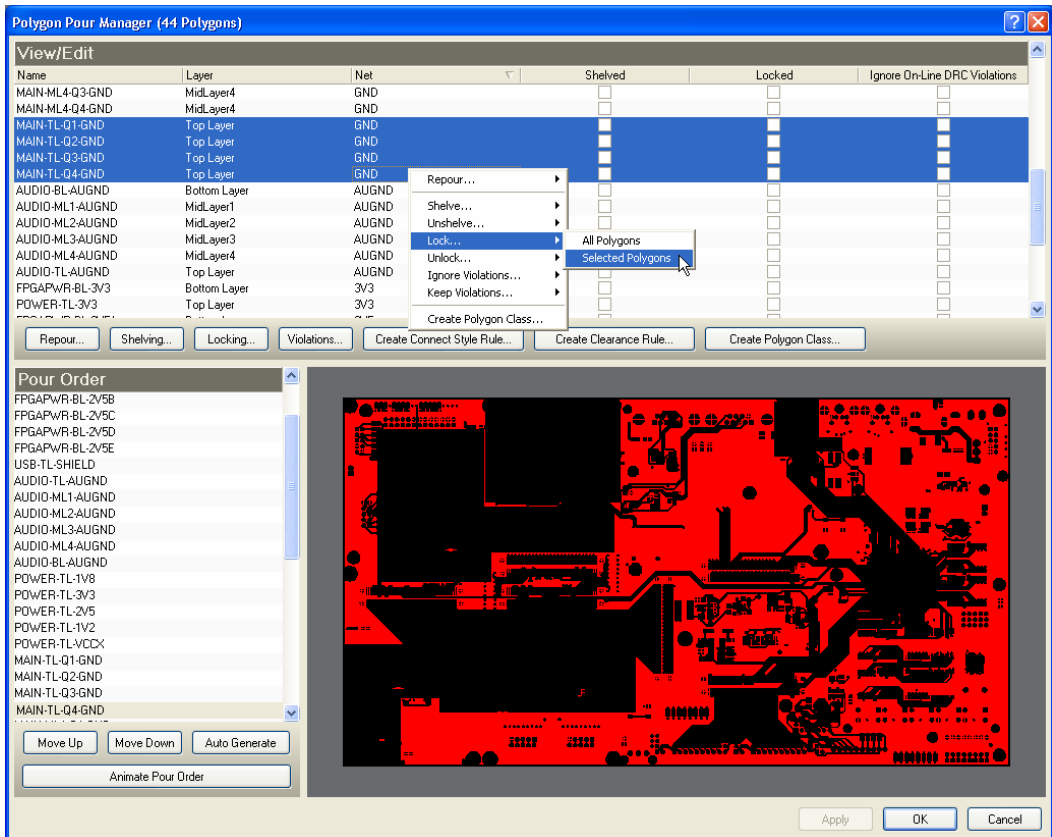 Polygon Pour Manager (44 Polygons)
View/Edit
Name Layer Net Shelved Locked Ignore On-Line DRC Violations
MAIN-ML4-Q3-GND MidLayer4 GND
MAIN-ML4-Q4-GND MidLayer4 GND
MAIN-TL-Q1-GND Top Layer GND
MAIN-TL-Q2-GND Top Layer GND
MAIN-TL-Q3-GND Top Layer GND
MAIN-TL-Q4-GND Top Layer GND
AUDIO-BL-AUGND Bottom Layer AUGND
AUDIO-ML1-AUGND MidLayer1 AUGND
AUDIO-ML2-AUGND MidLayer2 AUGND
AUDIO-ML3-AUGND MidLayer3 AUGND
AUDIO-ML4-AUGND MidLayer4 AUGND
AUDIO-TL-AUGND Top Layer AUGND
FPGAPWR-BL-3V3 Bottom Layer 3V3
POWER-TL-3V3 Top Layer 3V3
Repour...
Shelve...
Unshelve...
Lock...
Unlock...
Ignore Violations...
Keep Violations...
Create Polygon Class...
All Polygons
Selected Polygons
Repour... Shelving... Locking... Violations... Create Connect Style Rule... Create Clearance Rule... Create Polygon Class...
Pour Order
FPGAPWR-BL-2V5B
FPGAPWR-BL-2V5C
FPGAPWR-BL-2V5D
FPGAPWR-BL-2V5E
USB-TL-SHIELD
AUDIO-TL-AUGND
AUDIO-ML1-AUGND
AUDIO-ML2-AUGND
AUDIO-ML3-AUGND
AUDIO-ML4-AUGND
AUDIO-BL-AUGND
POWER-TL-1V8
POWER-TL-3V3
POWER-TL-2V5
POWER-TL-1V2
POWER-TL-VCCX
MAIN-TL-Q1-GND
MAIN-TL-Q2-GND
MAIN-TL-Q3-GND
MAIN-TL-Q4-GND
Move Up Move Down Auto Generate
Animate Pour Order
Apply OK Cancel